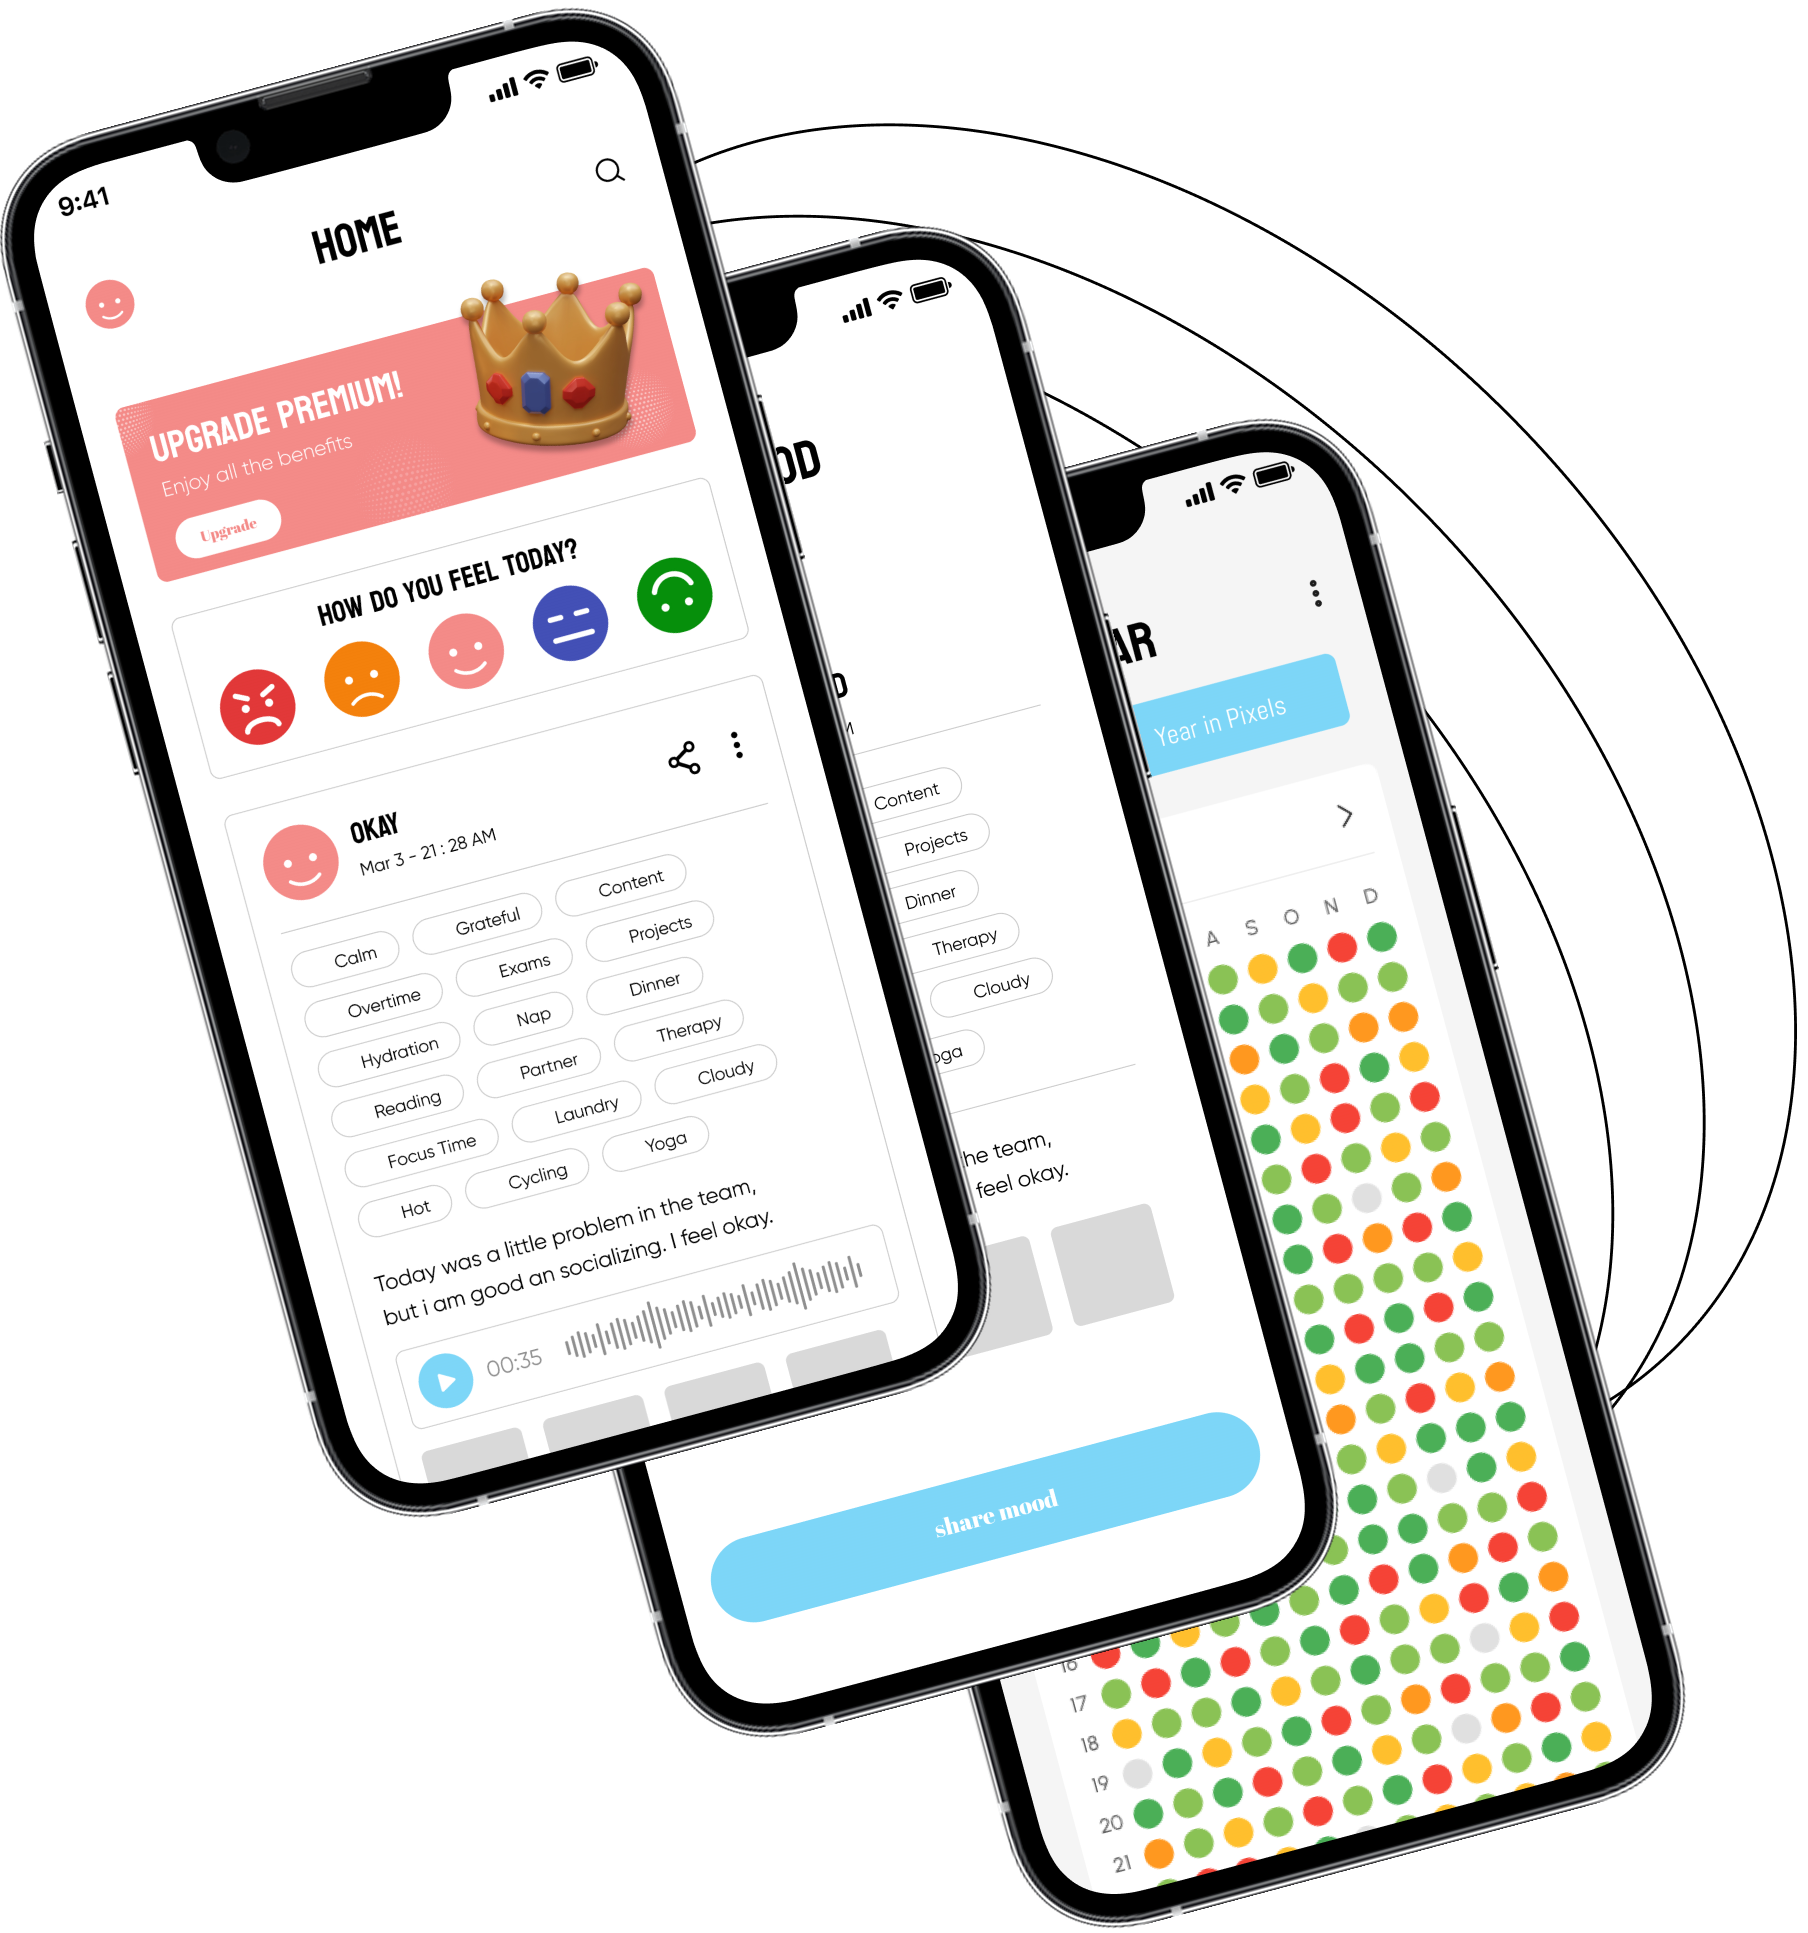 9:41
HOME
UPGRADE PREMIUM!
Enjoy all the benefits
Upgrade
HOW DO YOU FEEL TODAY?
OKAY
Mar 3 - 21 : 28 AM
Calm
Grateful
Content
Overtime
Exams
Projects
Hydration
Nap
Dinner
Reading
Partner
Therapy
Focus Time
Laundry
Cloudy
Hot
Cycling
Yoga
Today was a little problem in the team,
but i am good an socializing. I feel okay.
00:35
OD
D
M
Content
Projects
Dinner
Therapy
Cloudy
oga
he team,
feel okay.
share mood
AR
Year in Pixels
A S O N D
16
17
18
19
20
21